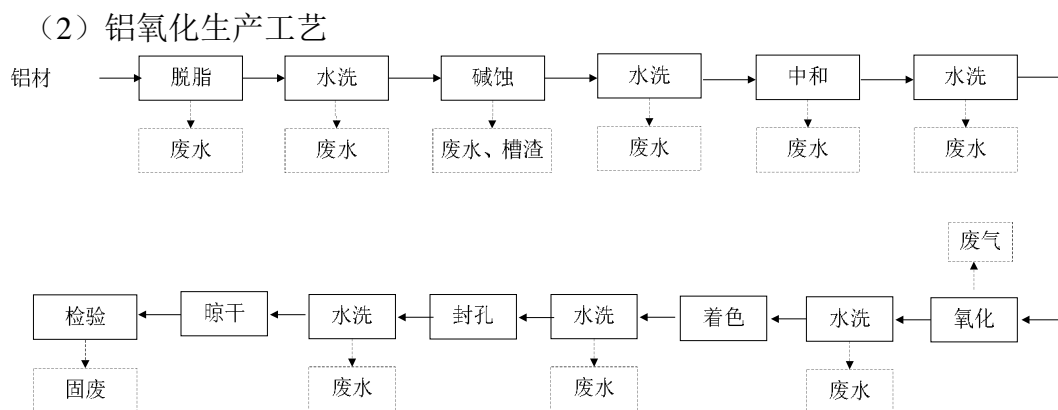 （2）铝氧化生产工艺
铝材 脱脂 水洗 碱蚀 水洗 中和 水洗
废水 废水 废水、槽渣 废水 废水 废水
废气
检验 晾干 水洗 封孔 水洗 着色 水洗 氧化
固废 废水 废水 废水